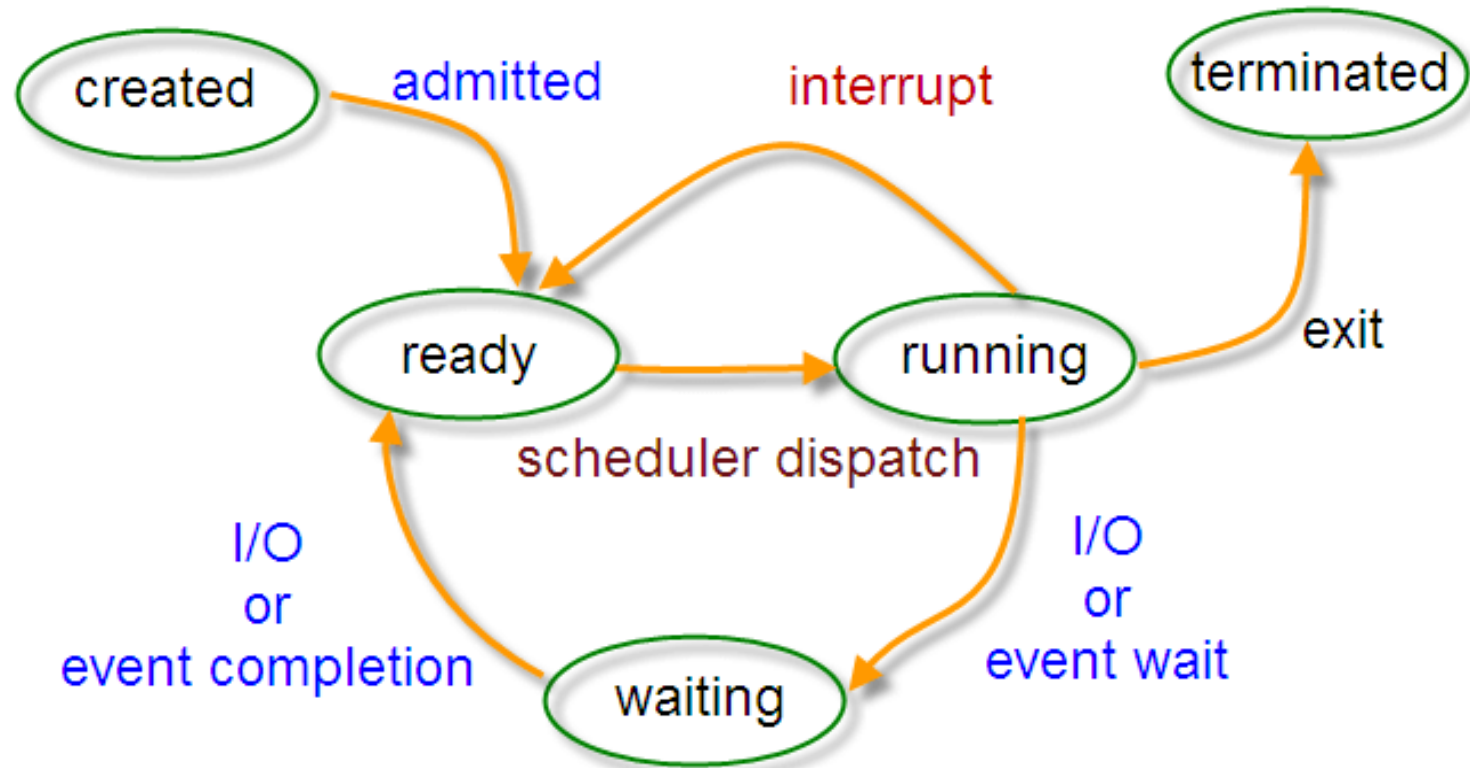 created
admitted
interrupt
terminated
ready
running
exit
scheduler dispatch
I/O
or
event completion
I/O
or
event wait
waiting